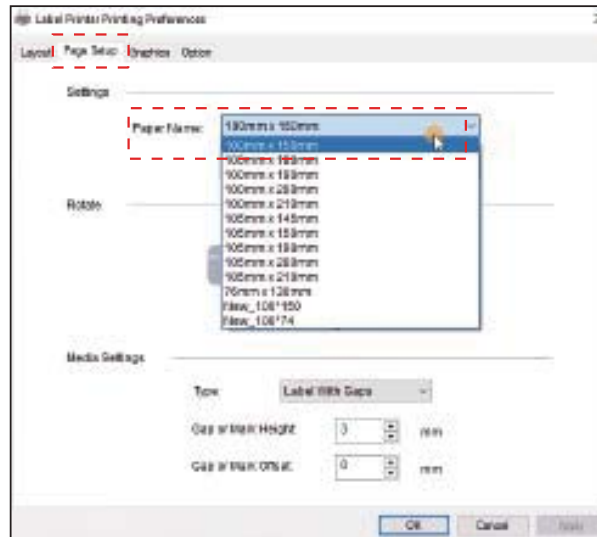 Label Printer Printing Preferences
Layout Page Setup Graphics Option
Settings
Paper Name: 100mm x 150mm
100mm x 150mm
100mm x 180mm
100mm x 190mm
100mm x 200mm
100mm x 210mm
105mm x 148mm
105mm x 150mm
105mm x 190mm
105mm x 200mm
105mm x 210mm
76mm x 130mm
New_100*150
New_100*74
Rotate
Media Settings
Type: Label With Gaps
Gap or Mark Height: 3 mm
Gap or Mark Offset: 0 mm
OK Cancel Apply